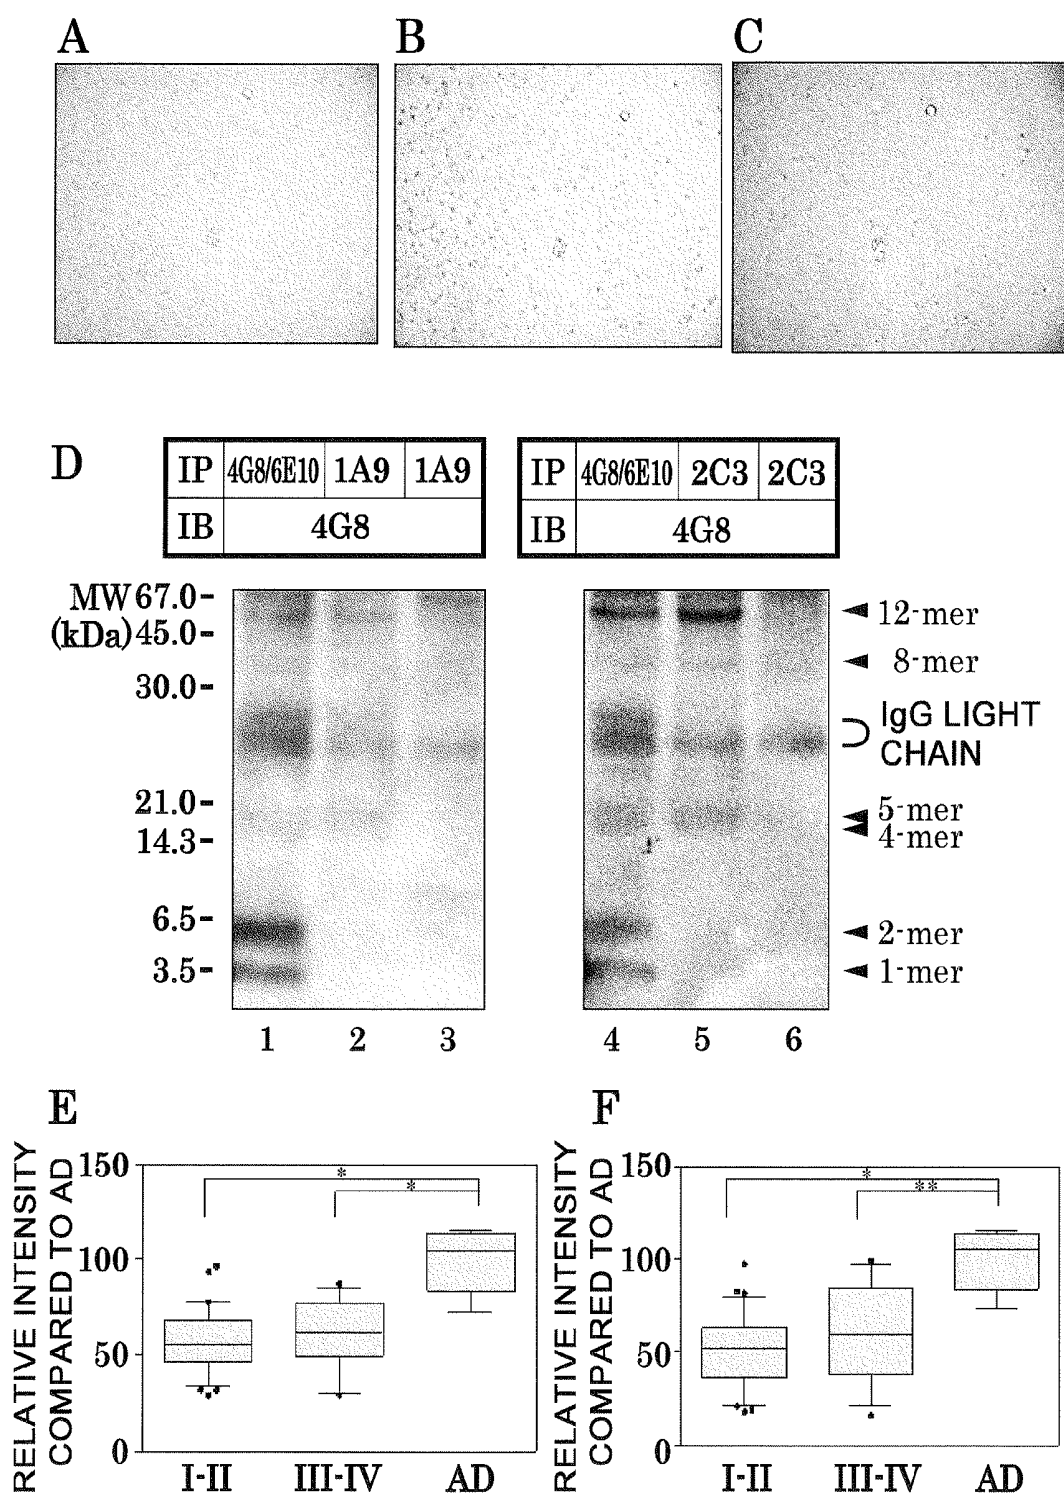 A B C
D
IP 4G8/6E10 1A9 1A9
IB 4G8
IP 4G8/6E10 2C3 2C3
IB 4G8
MW 67.0-
(kDa) 45.0-
30.0-
21.0-
14.3-
6.5-
3.5-
12-mer
8-mer
IgG LIGHT
CHAIN
5-mer
4-mer
2-mer
1-mer
1 2 3
4 5 6
E
RELATIVE INTENSITY
COMPARED TO AD
150
100
50
0
* *
I-II III-IV AD
F
RELATIVE INTENSITY
COMPARED TO AD
150
100
50
0
* **
I-II III-IV AD